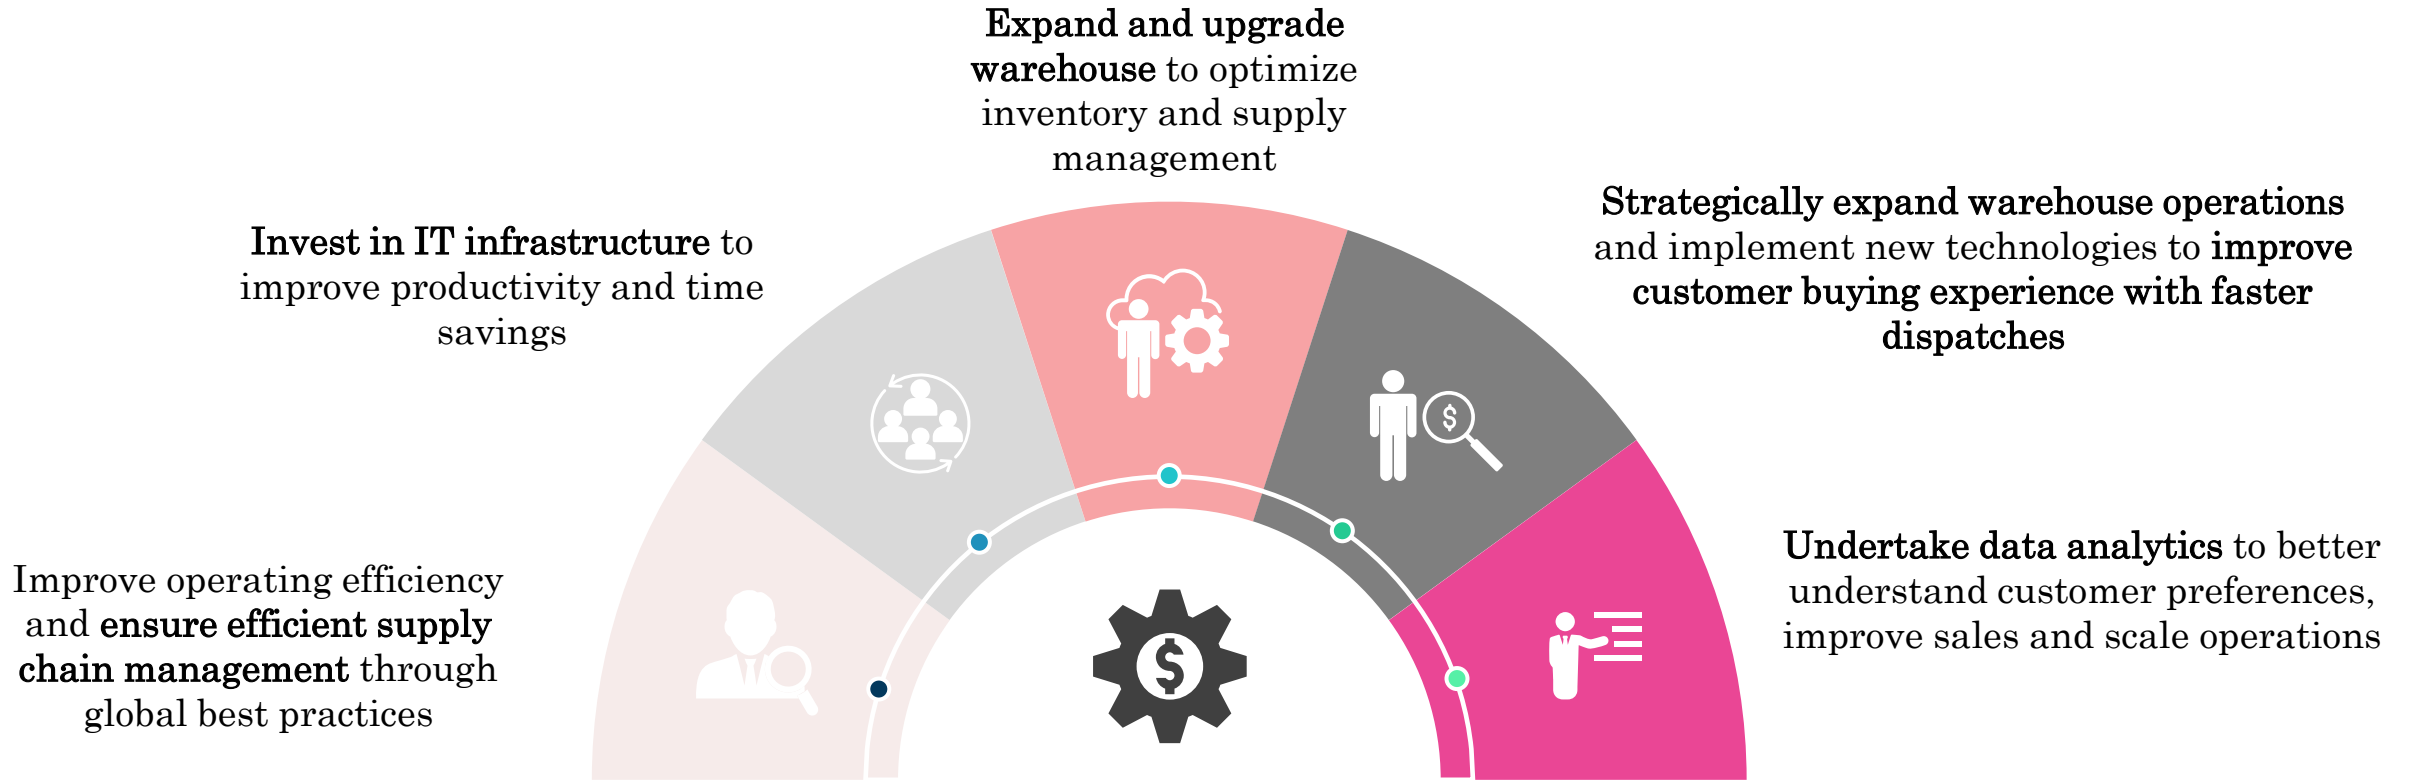 Expand and upgrade
warehouse to optimize
inventory and supply
management
Strategically expand warehouse operations
and implement new technologies to improve
customer buying experience with faster
dispatches
Invest in IT infrastructure to
improve productivity and time
savings
Undertake data analytics to better
understand customer preferences,
improve sales and scale operations
Improve operating efficiency
and ensure efficient supply
chain management through
global best practices
$
$